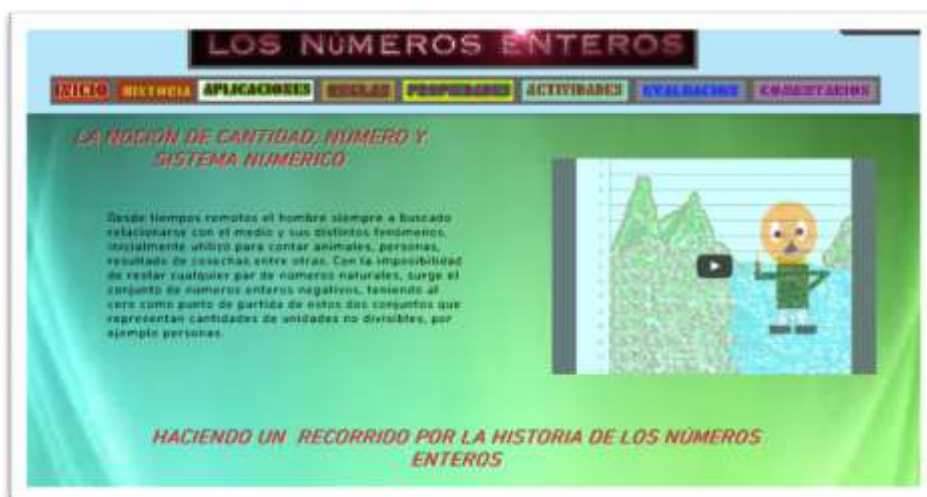 LOS NÚMEROS ENTEROS
INICIO HISTORIA APLICACIONES REGLAS PROPIEDADES ACTIVIDADES EVALUACION COMENTARIOS
LA NOCIÓN DE CANTIDAD, NÚMERO Y
SISTEMA NUMÉRICO
Desde tiempos remotos el hombre siempre a buscado
relacionarse con el medio y sus distintos fenómenos,
inicialmente utilizo para contar animales, personas,
resultado de cosechas entre otras. Con la imposibilidad
de restar cualquier par de números naturales, surge el
conjunto de números enteros negativos, teniendo al
cero como punto de partida de estos dos conjuntos que
representan cantidades de unidades no divisibles, por
ejemplo personas.
HACIENDO UN RECORRIDO POR LA HISTORIA DE LOS NÚMEROS
ENTEROS